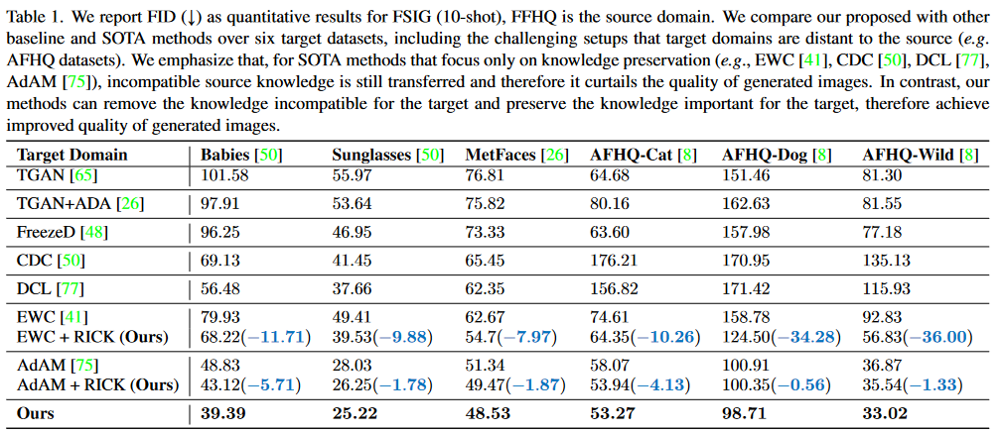 Table 1. We report FID (↓) as quantitative results for FSIG (10-shot), FFHQ is the source domain. We compare our proposed with other
baseline and SOTA methods over six target datasets, including the challenging setups that target domains are distant to the source (e.g.
AFHQ datasets). We emphasize that, for SOTA methods that focus only on knowledge preservation (e.g., EWC [41], CDC [50], DCL [77],
AdAM [75]), incompatible source knowledge is still transferred and therefore it curtails the quality of generated images. In contrast, our
methods can remove the knowledge incompatible for the target and preserve the knowledge important for the target, therefore achieve
improved quality of generated images.
Target Domain Babies [50] Sunglasses [50] MetFaces [26] AFHQ-Cat [8] AFHQ-Dog [8] AFHQ-Wild [8]
TGAN [65] 101.58 55.97 76.81 64.68 151.46 81.30
TGAN+ADA [26] 97.91 53.64 75.82 80.16 162.63 81.55
FreezeD [48] 96.25 46.95 73.33 63.60 157.98 77.18
CDC [50] 69.13 41.45 65.45 176.21 170.95 135.13
DCL [77] 56.48 37.66 62.35 156.82 171.42 115.93
EWC [41] 79.93 49.41 62.67 74.61 158.78 92.83
EWC + RICK (Ours) 68.22(−11.71) 39.53(−9.88) 54.7(−7.97) 64.35(−10.26) 124.50(−34.28) 56.83(−36.00)
AdAM [75] 48.83 28.03 51.34 58.07 100.91 36.87
AdAM + RICK (Ours) 43.12(−5.71) 26.25(−1.78) 49.47(−1.87) 53.94(−4.13) 100.35(−0.56) 35.54(−1.33)
Ours 39.39 25.22 48.53 53.27 98.71 33.02